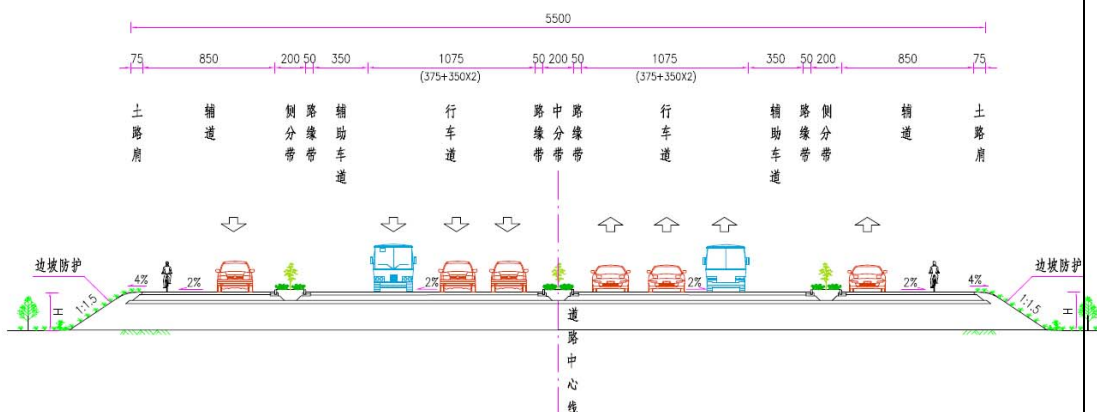 5500
75 850 200 50 350 1075 50 200 50 1075 350 50 200 850 75
(375+350X2) (375+350X2)
土路肩 辅道 侧分带 路缘带 辅助车道 行车道 路缘带 中分带 路缘带 行车道 辅助车道 路缘带 侧分带 辅道 土路肩
边坡防护 边坡防护
4% 2% 2% 2% 2% 4%
1:1.5 1:1.5
H H
道路中心线